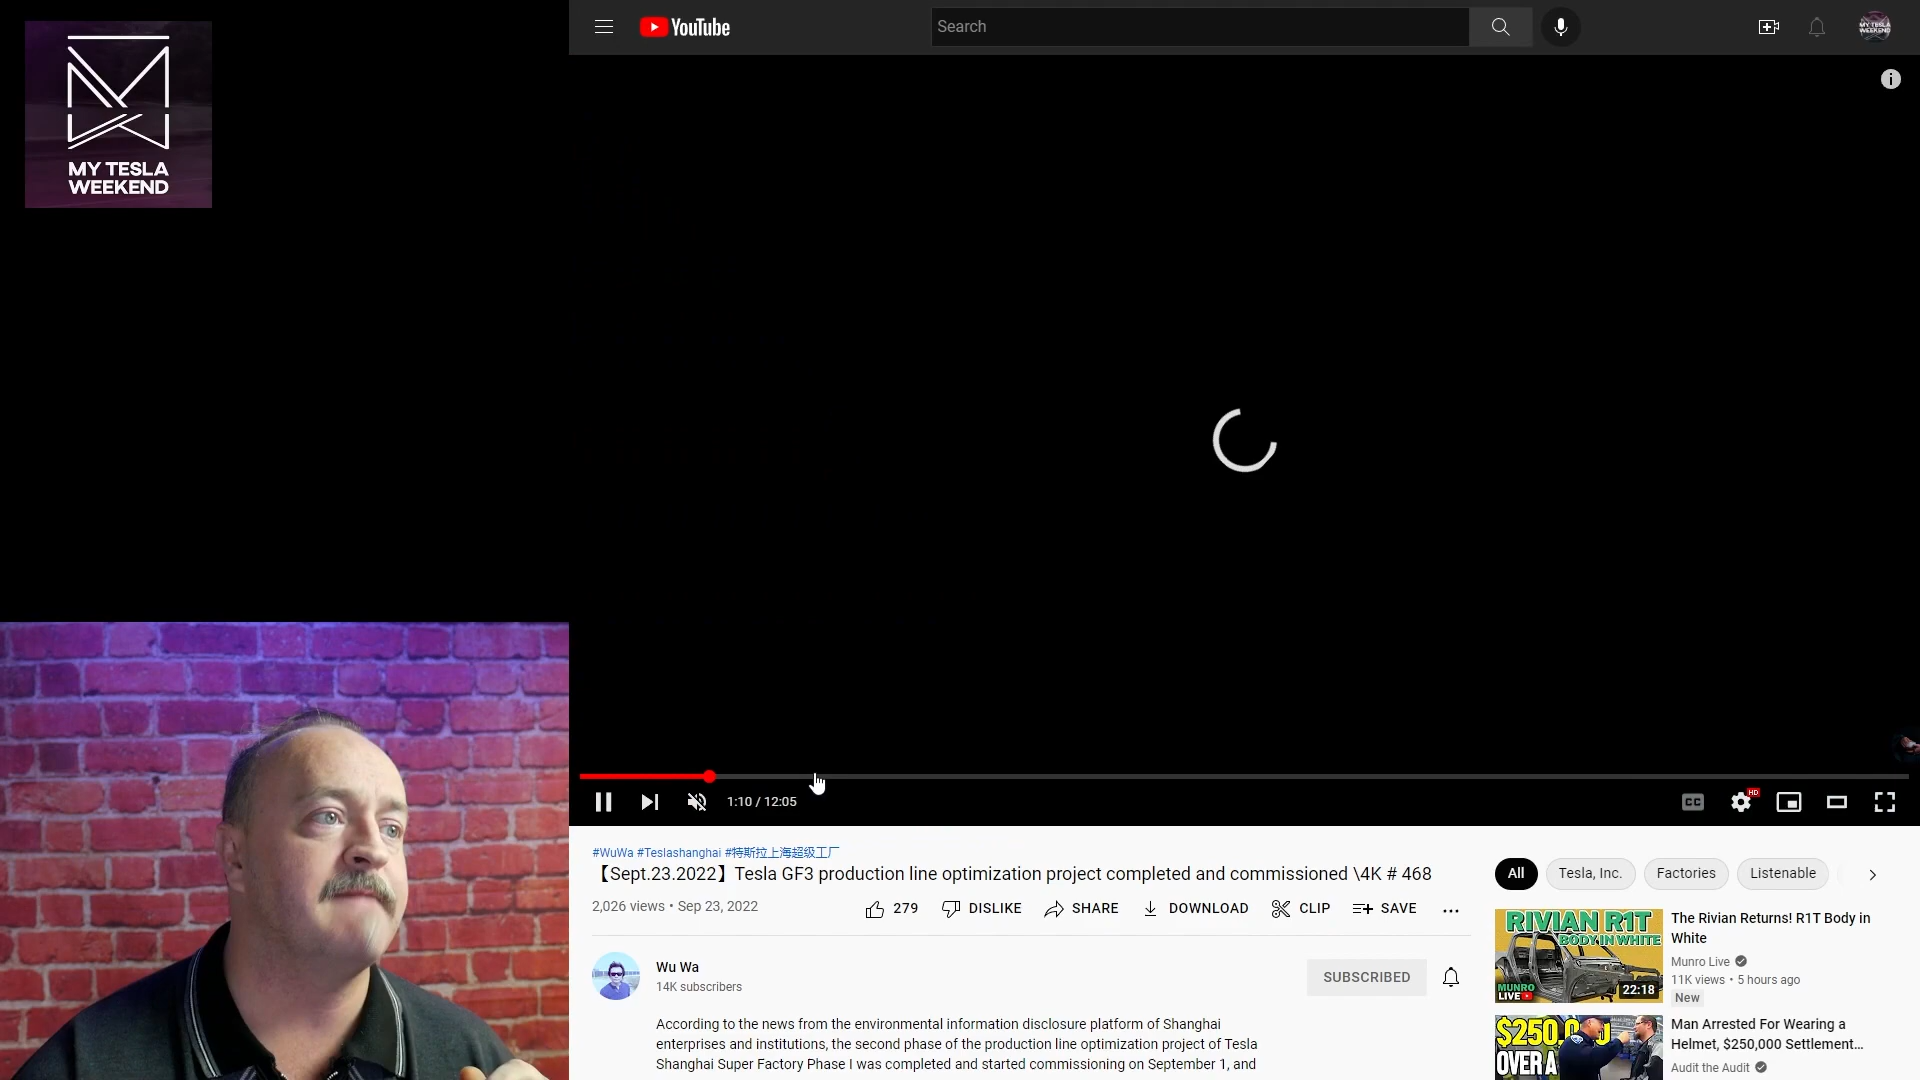 MY TESLA
WEEKEND
YouTube
Search
HD
1:10 / 12:05
CC
#WuWa #Teslashanghai #特斯拉上海超级工厂
【Sept.23.2022】Tesla GF3 production line optimization project completed and commissioned \4K # 468
2,026 views • Sep 23, 2022
279
DISLIKE
SHARE
DOWNLOAD
CLIP
SAVE
Wu Wa
14K subscribers
SUBSCRIBED
According to the news from the environmental information disclosure platform of Shanghai
enterprises and institutions, the second phase of the production line optimization project of Tesla
Shanghai Super Factory Phase I was completed and started commissioning on September 1, and
All
Tesla, Inc.
Factories
Listenable
RIVIAN R1T
BODY IN WHITE
MUNRO
LIVE
22:18
The Rivian Returns! R1T Body in
White
Munro Live
11K views • 5 hours ago
New
OVER A
Man Arrested For Wearing a
Helmet, $250,000 Settlement...
Audit the Audit